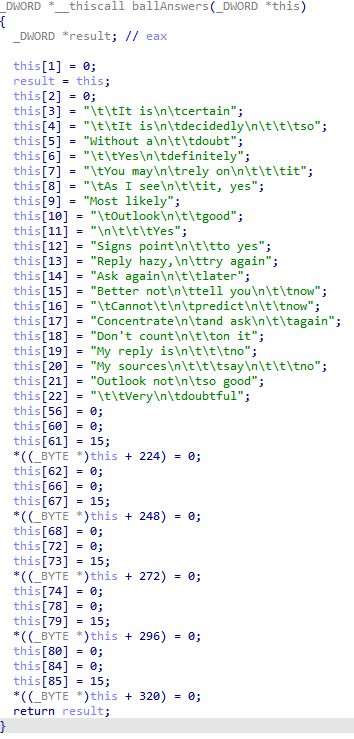 _DWORD *__thiscall ballAnswers(_DWORD *this)
{
  _DWORD *result; // eax

  this[1] = 0;
  result = this;
  this[2] = 0;
  this[3] = "\t\tIt is\n\tcertain";
  this[4] = "\t\tIt is\n\tdecidedly\n\t\t\tso";
  this[5] = "Without a\n\t\tdoubt";
  this[6] = "\t\tYes\n\tdefinitely";
  this[7] = "\tYou may\n\trely on\n\t\t\tit";
  this[8] = "\tAs I see\n\t\tit, yes";
  this[9] = "Most likely";
  this[10] = "\tOutlook\n\t\tgood";
  this[11] = "\n\t\t\tYes";
  this[12] = "Signs point\n\t\tto yes";
  this[13] = "Reply hazy,\n\ttry again";
  this[14] = "Ask again\n\t\tlater";
  this[15] = "Better not\n\ttell you\n\t\tnow";
  this[16] = "\tCannot\t\n\tpredict\n\t\tnow";
  this[17] = "Concentrate\n\tand ask\n\t\tagain";
  this[18] = "Don't count\n\t\ton it";
  this[19] = "My reply is\n\t\t\tno";
  this[20] = "My sources\n\t\t\tsay\n\t\t\tno";
  this[21] = "Outlook not\n\tso good";
  this[22] = "\t\tVery\n\tdoubtful";
  this[56] = 0;
  this[60] = 0;
  this[61] = 15;
  *((_BYTE *)this + 224) = 0;
  this[62] = 0;
  this[66] = 0;
  this[67] = 15;
  *((_BYTE *)this + 248) = 0;
  this[68] = 0;
  this[72] = 0;
  this[73] = 15;
  *((_BYTE *)this + 272) = 0;
  this[74] = 0;
  this[78] = 0;
  this[79] = 15;
  *((_BYTE *)this + 296) = 0;
  this[80] = 0;
  this[84] = 0;
  this[85] = 15;
  *((_BYTE *)this + 320) = 0;
  return result;
}